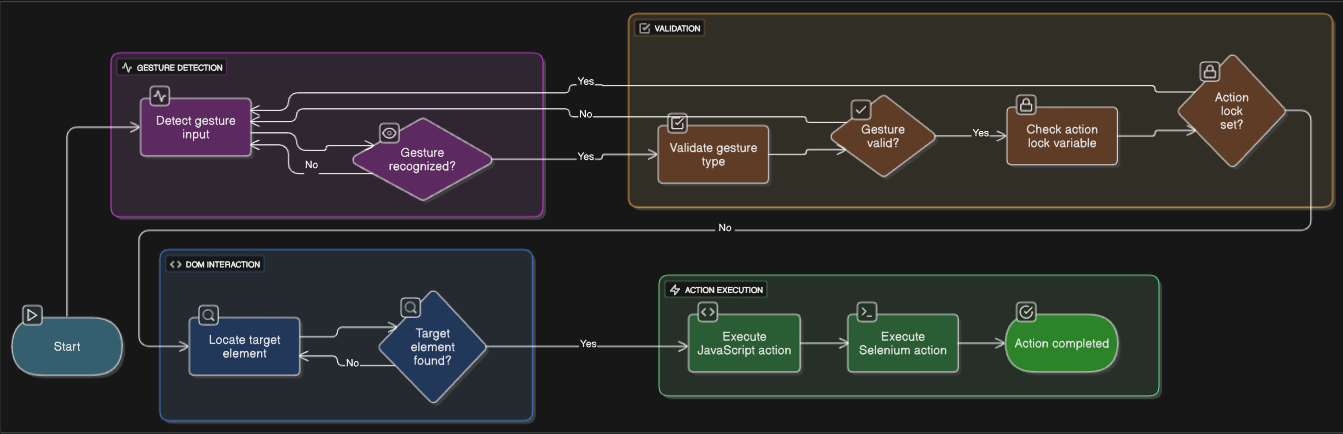 VALIDATION
GESTURE DETECTION
Yes
Detect gesture
input
No
Gesture
recognized?
No
Yes
Validate gesture
type
Gesture
valid?
Yes
Check action
lock variable
Action
lock
set?
No
DOM INTERACTION
Start
Locate target
element
Target
element
found?
No
Yes
ACTION EXECUTION
Execute
JavaScript action
Execute
Selenium action
Action completed